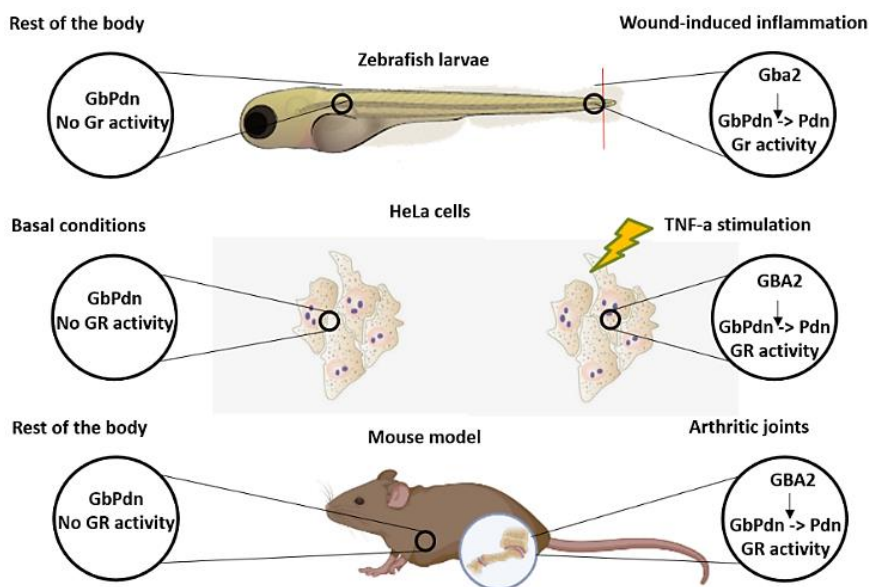 Rest of the body
Wound-induced inflammation
Zebrafish larvae
GbPdn
No Gr activity
Gba2
GbPdn -> Pdn
Gr activity
Basal conditions
HeLa cells
TNF-a stimulation
GbPdn
No GR activity
GBA2
GbPdn -> Pdn
GR activity
Rest of the body
Mouse model
Arthritic joints
GbPdn
No GR activity
GBA2
GbPdn -> Pdn
GR activity